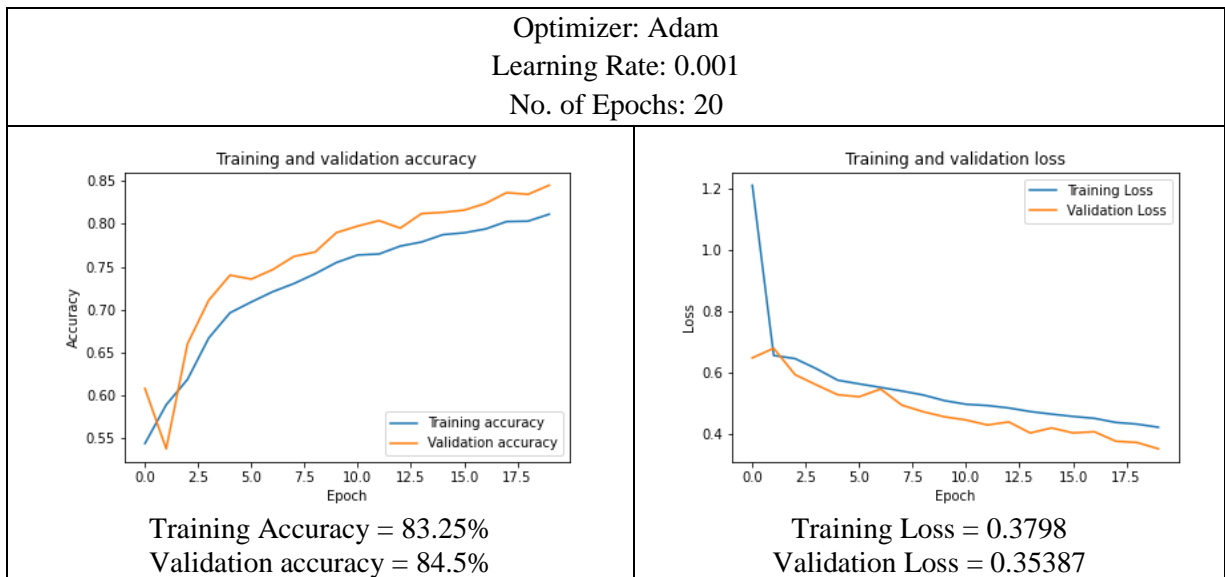 Optimizer: Adam
Learning Rate: 0.001
No. of Epochs: 20
Training and validation accuracy
0.85
0.80
0.75
0.70
0.65
0.60
0.55
Accuracy
Training accuracy
Validation accuracy
0.0 2.5 5.0 7.5 10.0 12.5 15.0 17.5
Epoch
Training Accuracy = 83.25%
Validation accuracy = 84.5%
Training and validation loss
1.2
1.0
0.8
0.6
0.4
Loss
Training Loss
Validation Loss
0.0 2.5 5.0 7.5 10.0 12.5 15.0 17.5
Epoch
Training Loss = 0.3798
Validation Loss = 0.35387